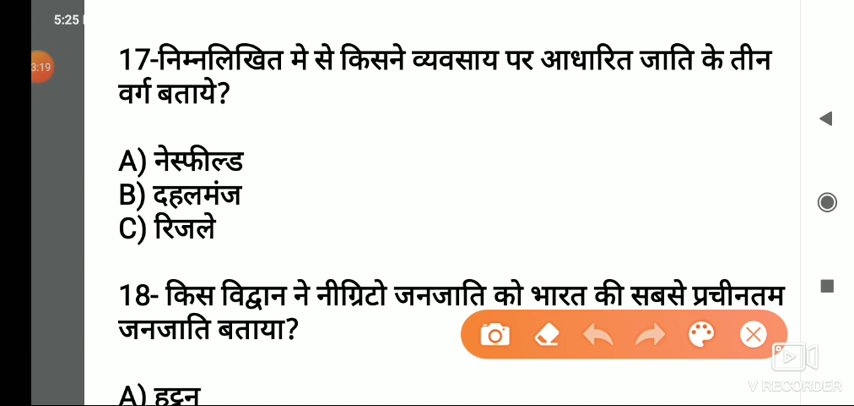 5:25
3:19
17-निम्नलिखित मे से किसने व्यवसाय पर आधारित जाति के तीन
वर्ग बताये?
A) नेस्फील्ड
B) दहलमंज
C) रिजले
18- किस विद्वान ने नीग्रिटो जनजाति को भारत की सबसे प्रचीनतम
जनजाति बताया?
A) हट्टन
V RECORDER